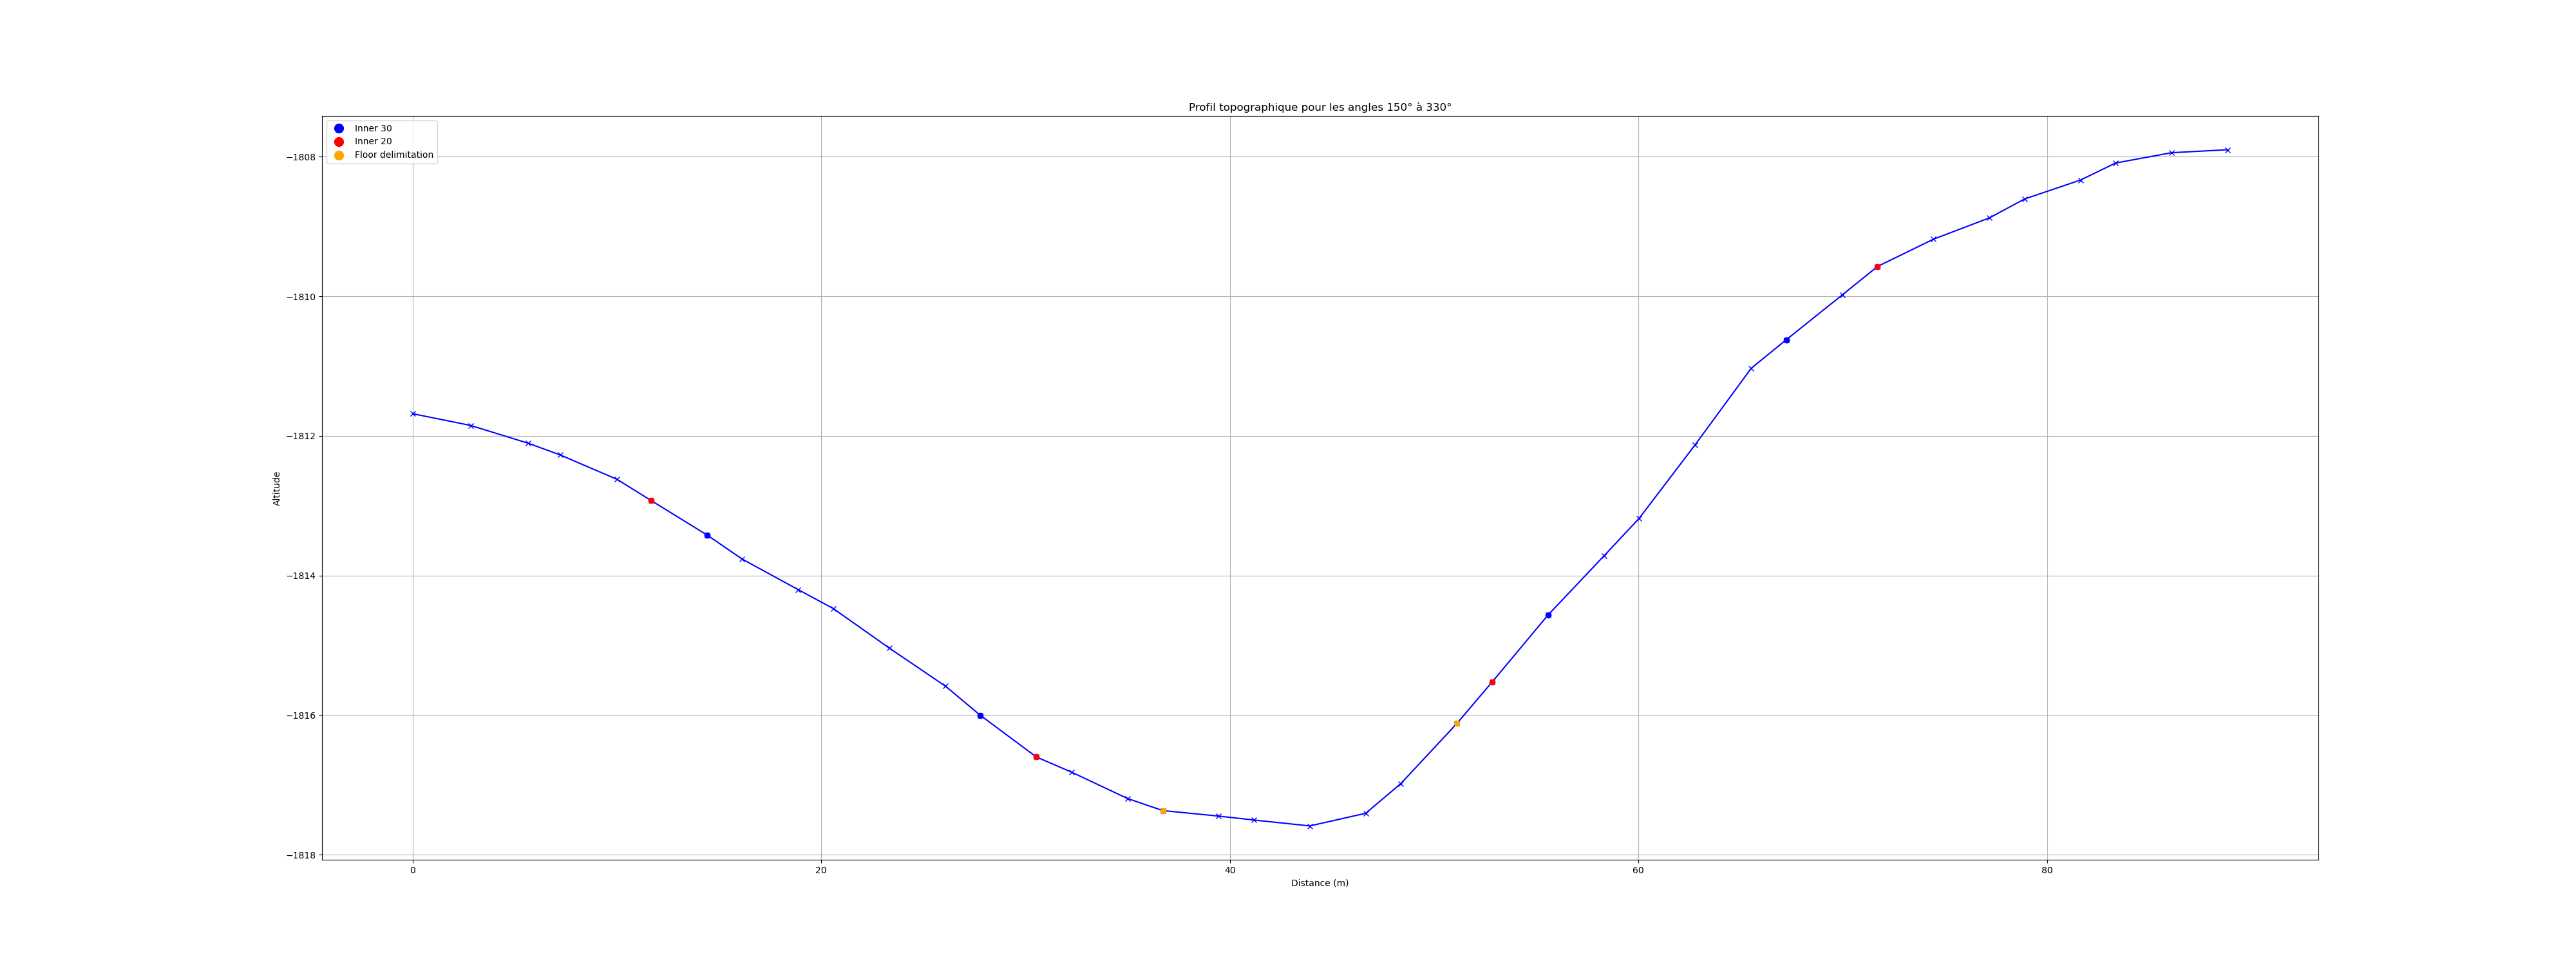 Profil topographique pour les angles 150° à 330°
Inner 30
Inner 20
Floor delimitation
−1808
−1810
−1812
−1814
−1816
−1818
Altitude
0
20
40
60
80
Distance (m)